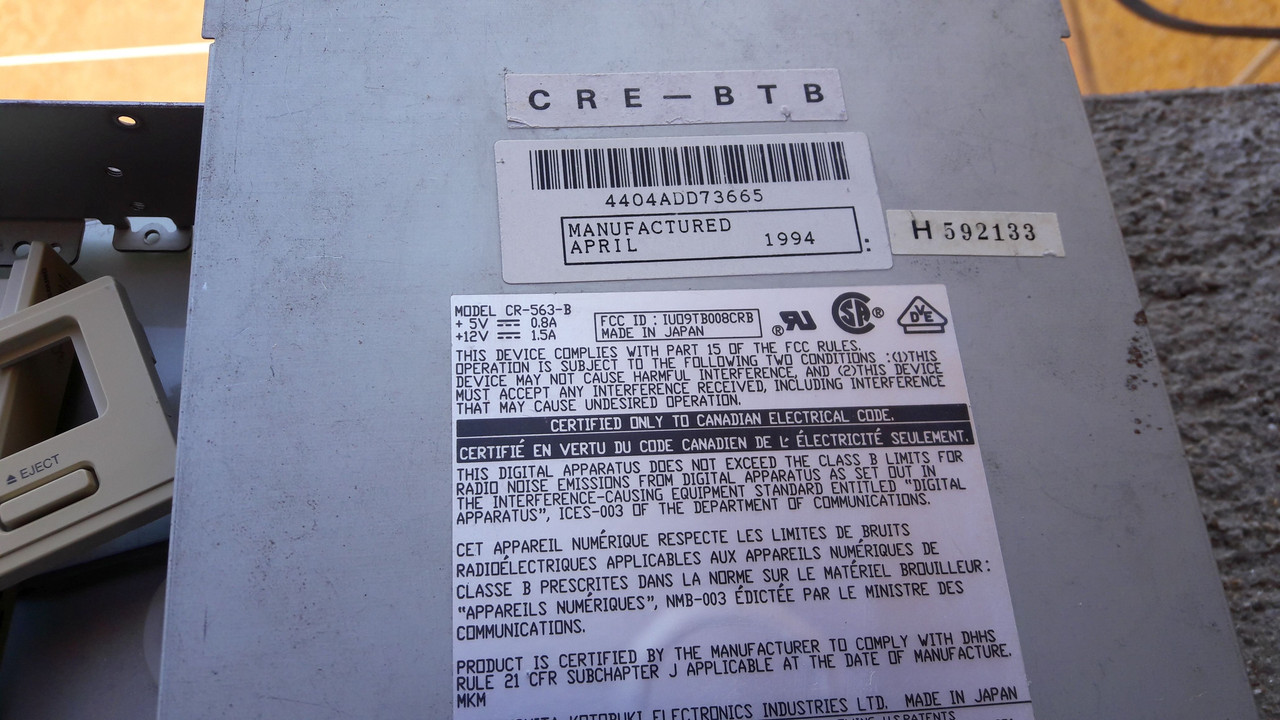 CRE—BTB
4404ADD73665
MANUFACTURED
APRIL 1994 :
H 592133
MODEL CR-563-B
+ 5V 0.8A
+12V 1.5A
FCC ID : IUO9TB008CRB
MADE IN JAPAN
® ®
SA
DVE
THIS DEVICE COMPLIES WITH PART 15 OF THE FCC RULES.
OPERATION IS SUBJECT TO THE FOLLOWING TWO CONDITIONS :(1)THIS
DEVICE MAY NOT CAUSE HARMFUL INTERFERENCE, AND (2)THIS DEVICE
MUST ACCEPT ANY INTERFERENCE RECEIVED, INCLUDING INTERFERENCE
THAT MAY CAUSE UNDESIRED OPERATION.
CERTIFIED ONLY TO CANADIAN ELECTRICAL CODE.
CERTIFIÉ EN VERTU DU CODE CANADIEN DE L' ÉLECTRICITÉ SEULEMENT.
THIS DIGITAL APPARATUS DOES NOT EXCEED THE CLASS B LIMITS FOR
RADIO NOISE EMISSIONS FROM DIGITAL APPARATUS AS SET OUT IN
THE INTERFERENCE-CAUSING EQUIPMENT STANDARD ENTITLED "DIGITAL
APPARATUS", ICES-003 OF THE DEPARTMENT OF COMMUNICATIONS.
CET APPAREIL NUMÉRIQUE RESPECTE LES LIMITES DE BRUITS
RADIOÉLECTRIQUES APPLICABLES AUX APPAREILS NUMÉRIQUES DE
CLASSE B PRESCRITES DANS LA NORME SUR LE MATÉRIEL BROUILLEUR:
"APPAREILS NUMÉRIQUES", NMB-003 ÉDICTÉE PAR LE MINISTRE DES
COMMUNICATIONS.
PRODUCT IS CERTIFIED BY THE MANUFACTURER TO COMPLY WITH DHHS
RULE 21 CFR SUBCHAPTER J APPLICABLE AT THE DATE OF MANUFACTURE.
MKM
KOTOBUKI ELECTRONICS INDUSTRIES LTD. MADE IN JAPAN
U.S.PATENTS
EJECT